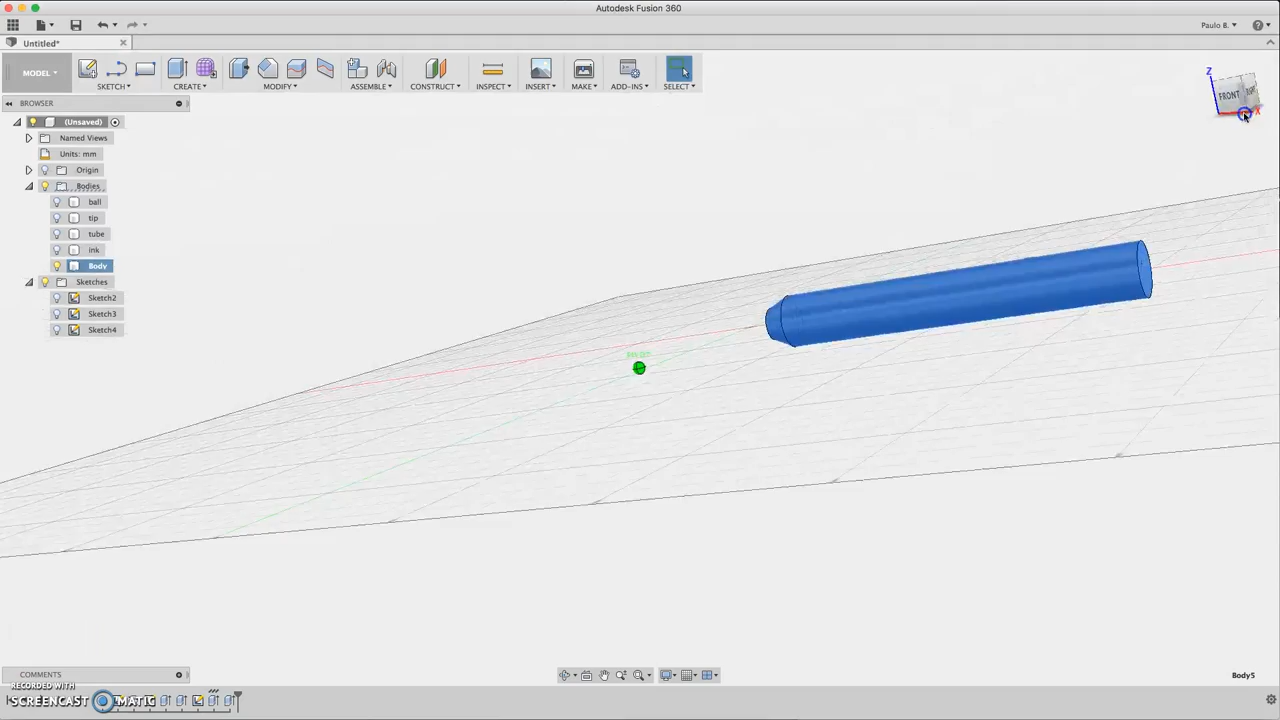 Autodesk Fusion 360
Paulo B.
Untitled*
MODEL
SKETCH
CREATE
MODIFY
ASSEMBLE
CONSTRUCT
INSPECT
INSERT
MAKE
ADD-INS
SELECT
Z
FRONT
X
BROWSER
(Unsaved)
Named Views
Units: mm
Origin
Bodies
ball
tip
tube
ink
Body
Sketches
Sketch2
Sketch3
Sketch4
COMMENTS
Body5
RECORDED WITH
SCREENCAST MATIC